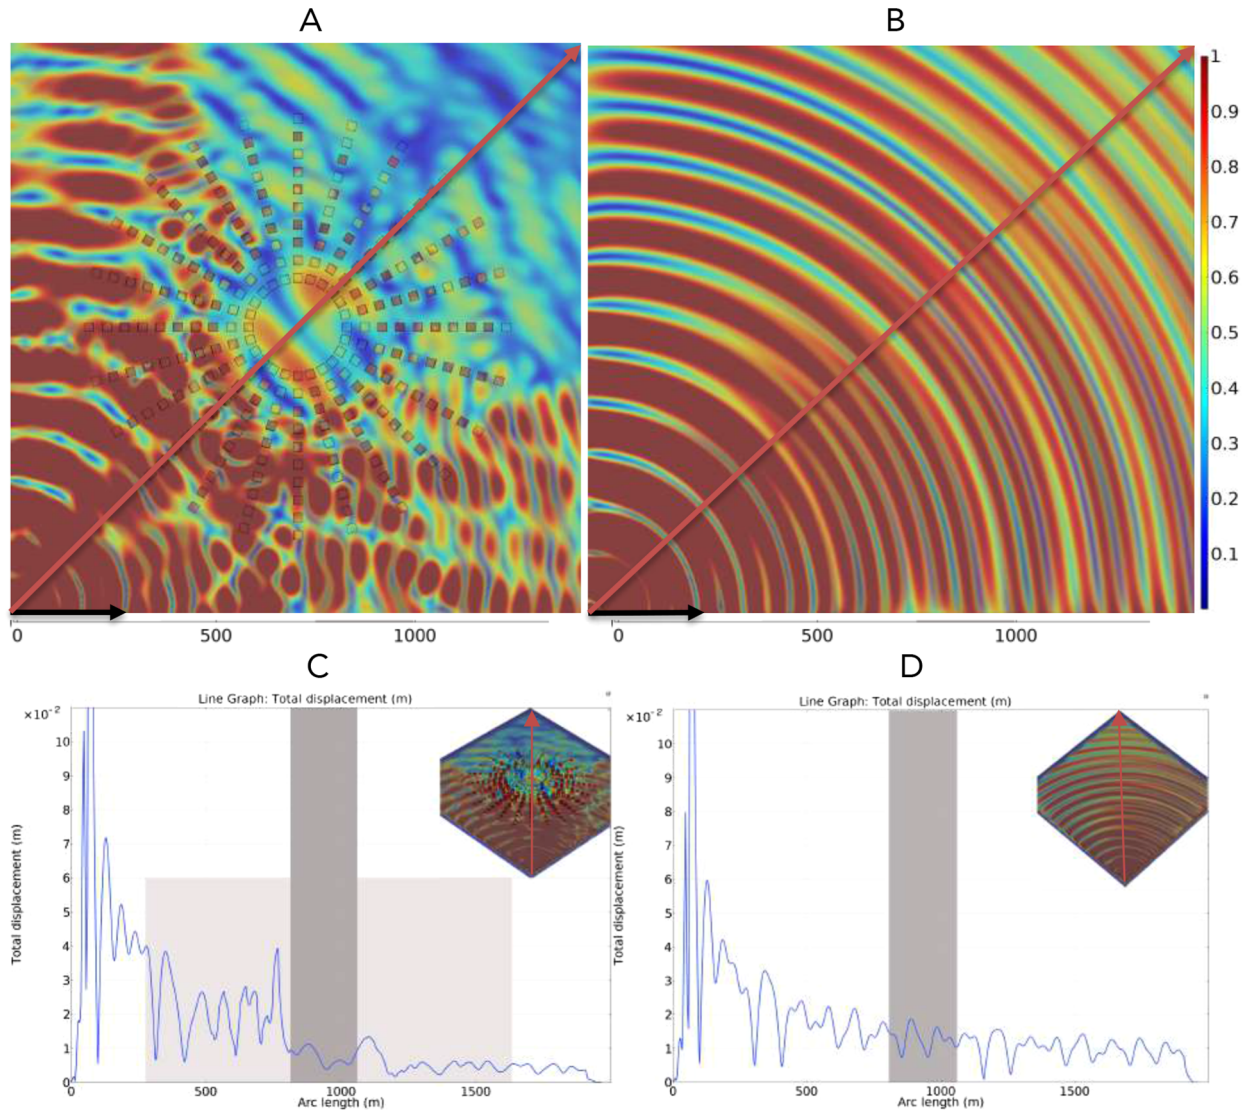 A
B
1
0.9
0.8
0.7
0.6
0.5
0.4
0.3
0.2
0.1
0 500 1000
0 500 1000
C
D
Line Graph: Total displacement (m)
×10⁻²
10
9
8
7
6
5
4
3
2
1
0
Total displacement (m)
0 500 1000 1500
Arc length (m)
Line Graph: Total displacement (m)
×10⁻²
10
9
8
7
6
5
4
3
2
1
0
Total displacement (m)
0 500 1000 1500
Arc length (m)